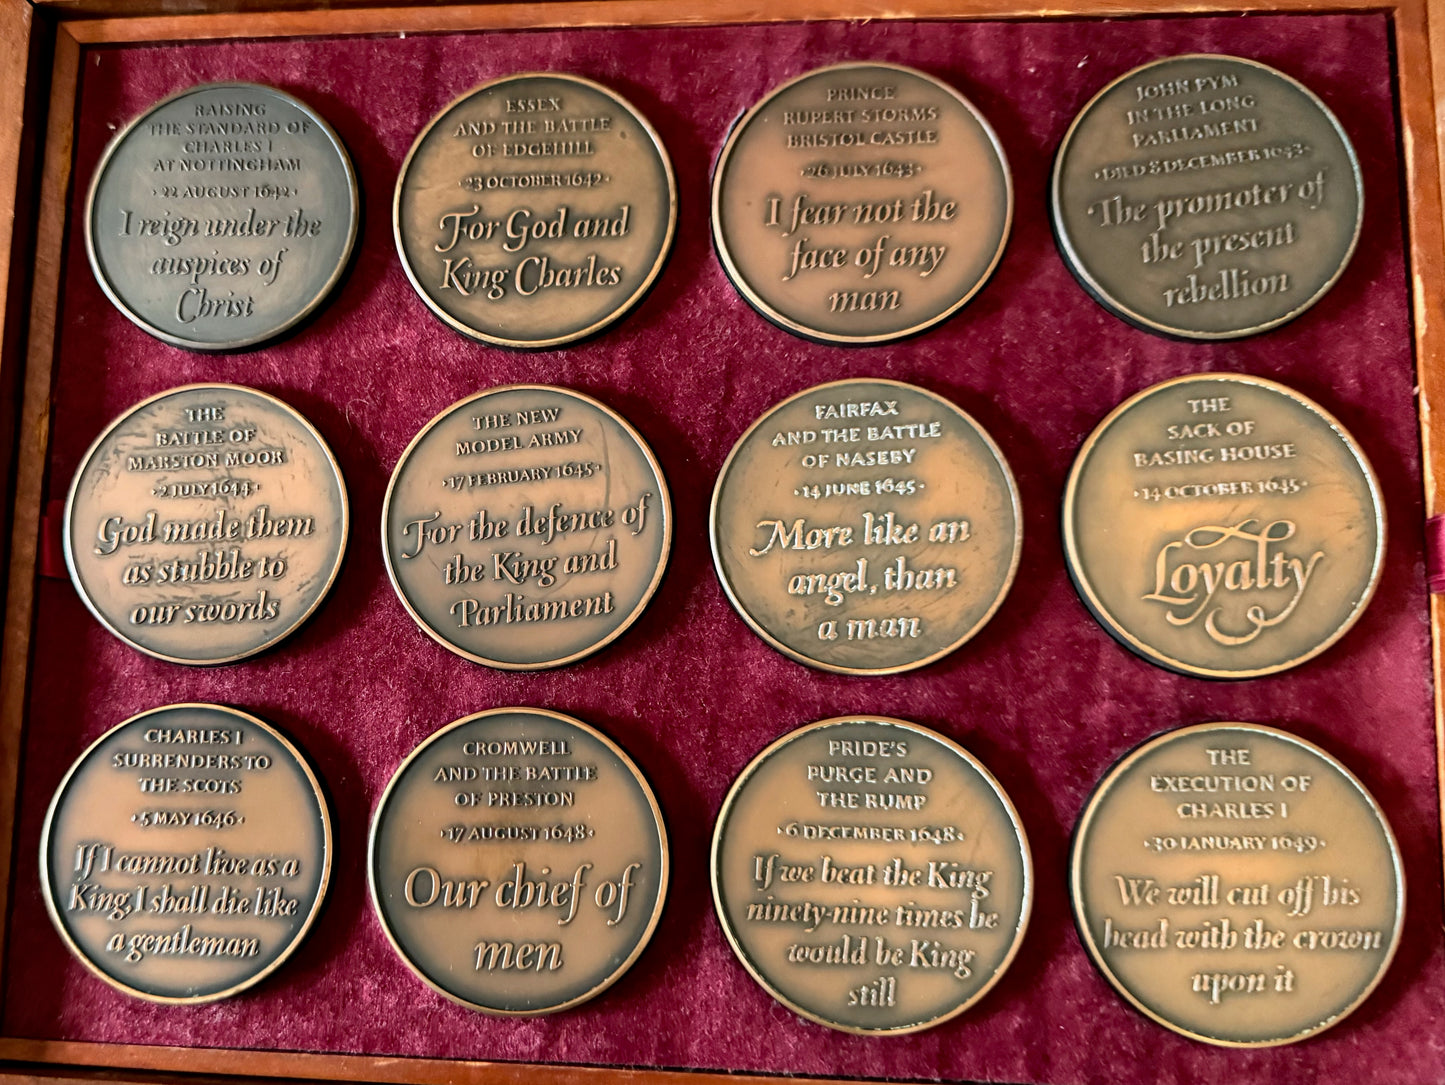 RAISING
THE STANDARD OF
CHARLES I
AT NOTTINGHAM
· 22 AUGUST 1642 ·
I reign under the
auspices of
Christ
ESSEX
AND THE BATTLE
OF EDGEHILL
· 23 OCTOBER 1642 ·
For God and
King Charles
PRINCE
RUPERT STORMS
BRISTOL CASTLE
· 26 JULY 1643 ·
I fear not the
face of any
man
JOHN PYM
IN THE LONG
PARLIAMENT
· DIED 8 DECEMBER 1643 ·
The promoter of
the present
rebellion
THE
BATTLE OF
MARSTON MOOR
· 2 JULY 1644 ·
God made them
as stubble to
our swords
THE NEW
MODEL ARMY
· 17 FEBRUARY 1645 ·
For the defence of
the King and
Parliament
FAIRFAX
AND THE BATTLE
OF NASEBY
· 14 JUNE 1645 ·
More like an
angel, than
a man
THE
SACK OF
BASING HOUSE
· 14 OCTOBER 1645 ·
Loyalty
CHARLES I
SURRENDERS TO
THE SCOTS
· 5 MAY 1646 ·
If I cannot live as a
King, I shall die like
a gentleman
CROMWELL
AND THE BATTLE
OF PRESTON
· 17 AUGUST 1648 ·
Our chief of
men
PRIDE'S
PURGE AND
THE RUMP
· 6 DECEMBER 1648 ·
If we beat the King
ninety-nine times he
would be King
still
THE
EXECUTION OF
CHARLES I
· 30 JANUARY 1649 ·
We will cut off his
head with the crown
upon it